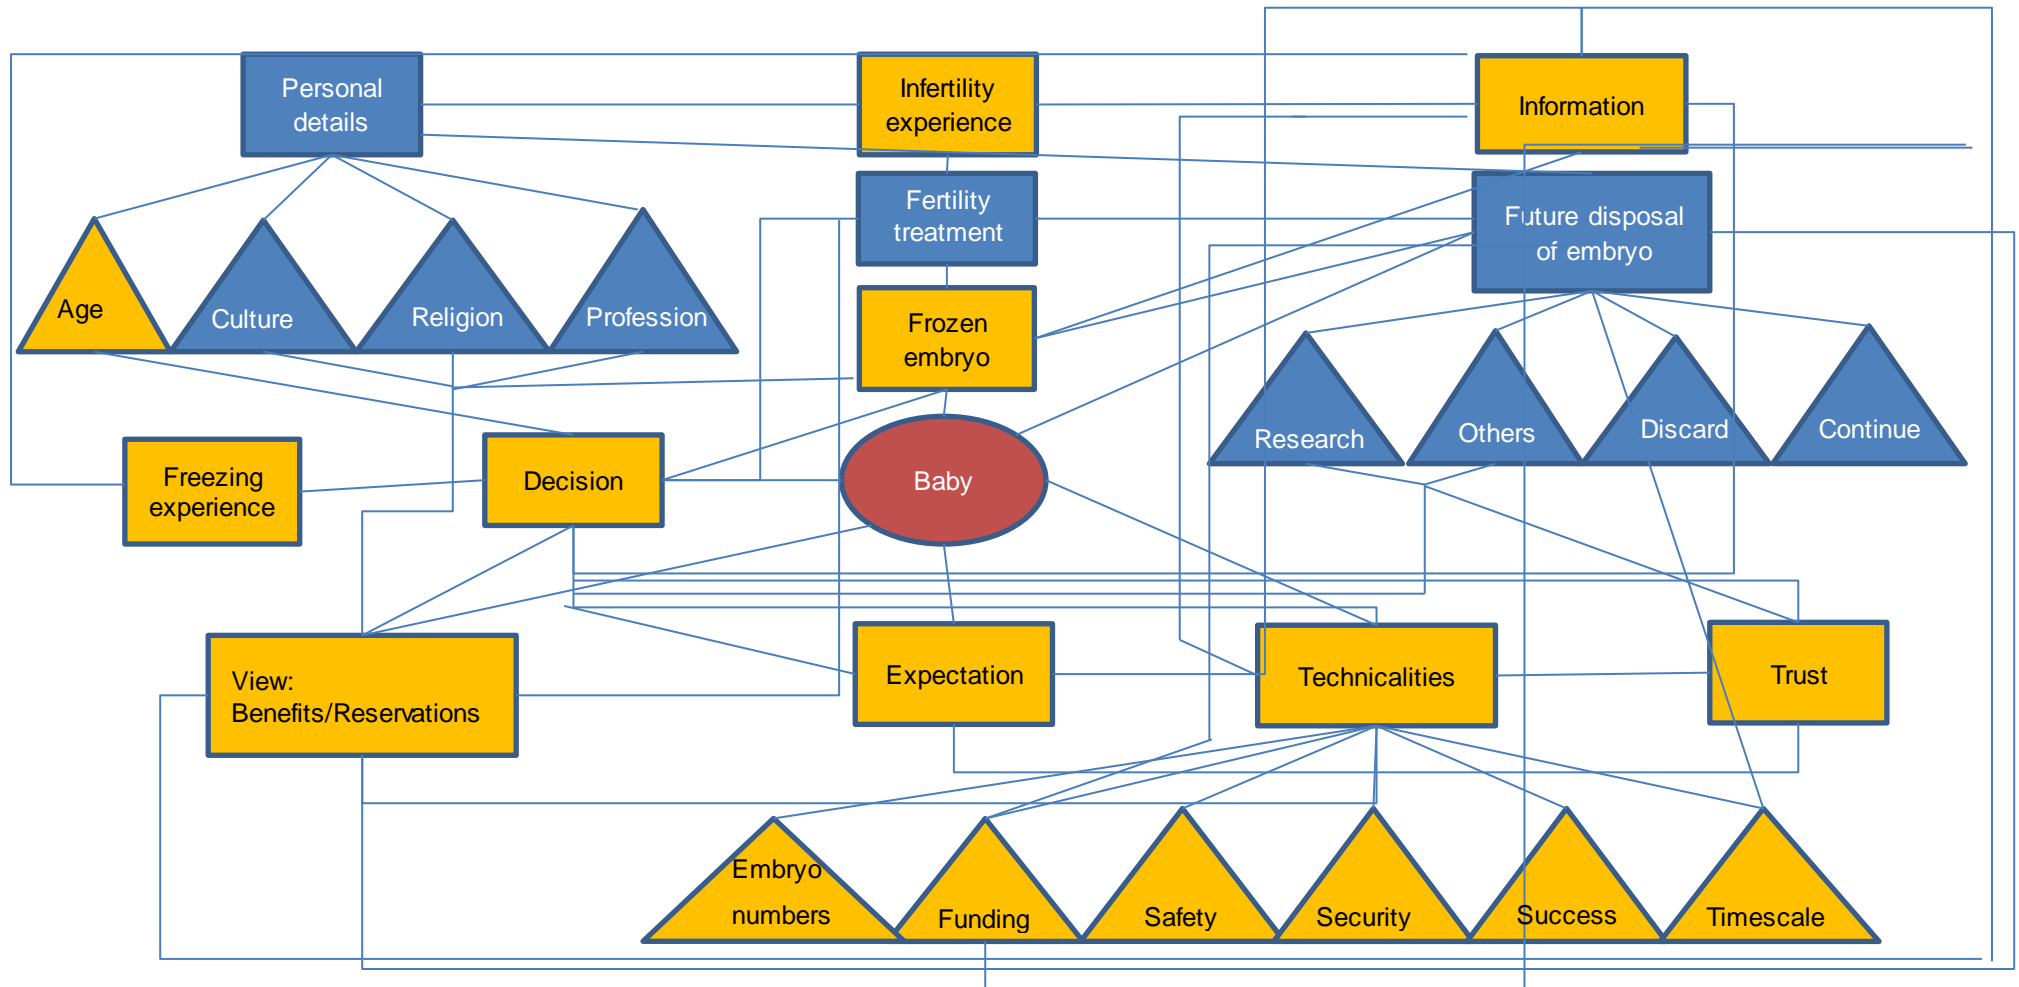 Personal
details
Infertility
experience
Information
Fertility
treatment
Future disposal
of embryo
Age
Culture
Religion
Profession
Frozen
embryo
Research
Others
Discard
Continue
Freezing
experience
Decision
Baby
View:
Benefits/Reservations
Expectation
Technicalities
Trust
Embryo
numbers
Funding
Safety
Security
Success
Timescale